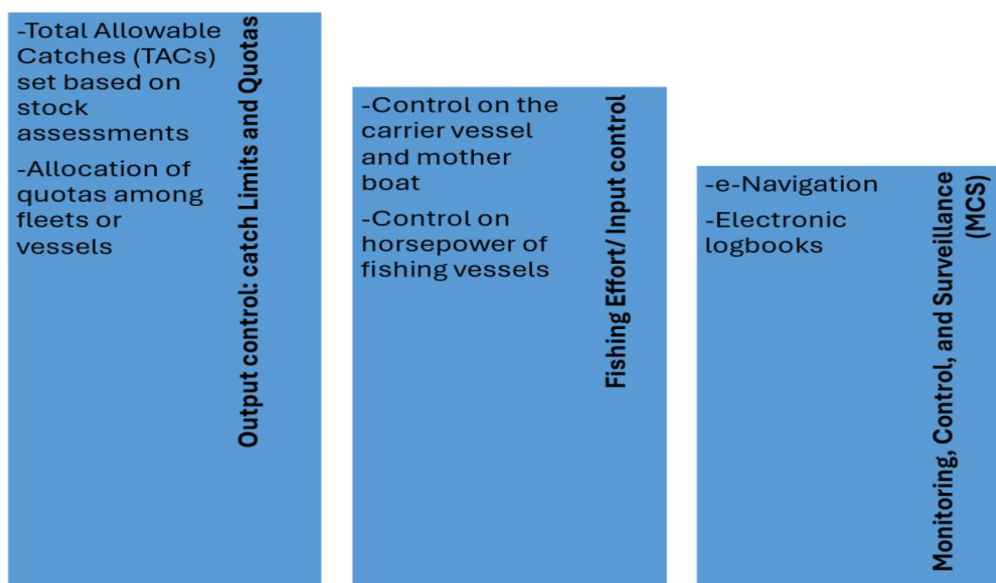 -Total Allowable
Catches (TACs)
set based on
stock
assessments
-Allocation of
quotas among
fleets or
vessels
Output control: catch Limits and Quotas
-Control on the
carrier vessel
and mother
boat
-Control on
horsepower of
fishing vessels
Fishing Effort/ Input control
-e-Navigation
-Electronic
logbooks
Monitoring, Control, and Surveillance
(MCS)